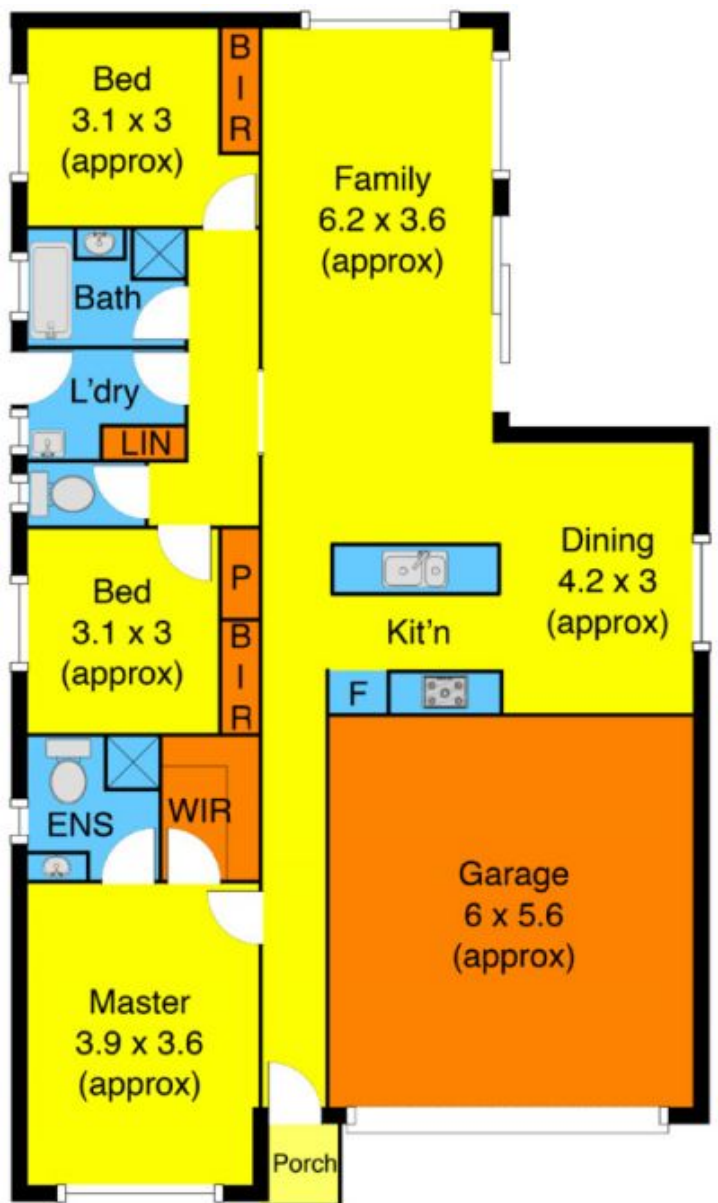 Bed
3.1 x 3
(approx)
B
I
R
Family
6.2 x 3.6
(approx)
Bath
L'dry
LIN
Bed
3.1 x 3
(approx)
P
B
I
R
Dining
4.2 x 3
(approx)
Kit'n
F
ENS
WIR
Garage
6 x 5.6
(approx)
Master
3.9 x 3.6
(approx)
Porch